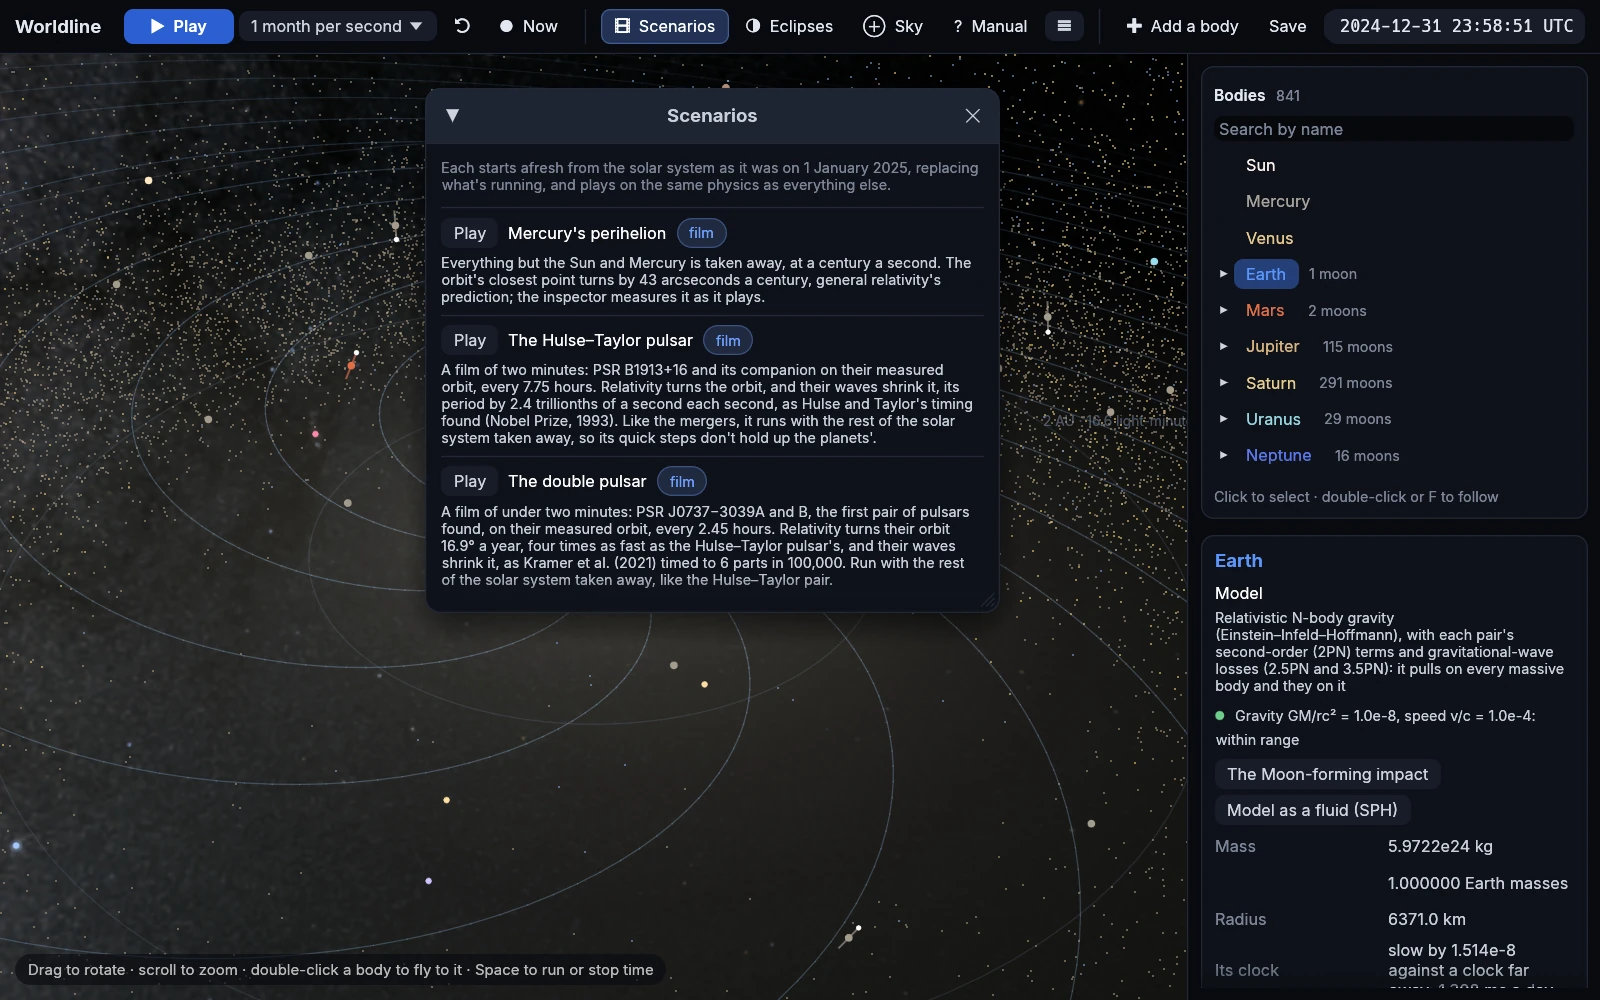 Worldline
Play
1 month per second
Now
Scenarios
Eclipses
Sky
? Manual
Add a body
Save
2024-12-31 23:58:51 UTC
Scenarios
Each starts afresh from the solar system as it was on 1 January 2025, replacing
what's running, and plays on the same physics as everything else.
Play Mercury's perihelion film
Everything but the Sun and Mercury is taken away, at a century a second. The
orbit's closest point turns by 43 arcseconds a century, general relativity's
prediction; the inspector measures it as it plays.
Play The Hulse–Taylor pulsar film
A film of two minutes: PSR B1913+16 and its companion on their measured
orbit, every 7.75 hours. Relativity turns the orbit, and their waves shrink it, its
period by 2.4 trillionths of a second each second, as Hulse and Taylor's timing
found (Nobel Prize, 1993). Like the mergers, it runs with the rest of the solar
system taken away, so its quick steps don't hold up the planets'.
Play The double pulsar film
A film of under two minutes: PSR J0737−3039A and B, the first pair of pulsars
found, on their measured orbit, every 2.45 hours. Relativity turns their orbit
16.9° a year, four times as fast as the Hulse–Taylor pulsar's, and their waves
shrink it, as Kramer et al. (2021) timed to 6 parts in 100,000. Run with the rest
of the solar system taken away, like the Hulse–Taylor pair.
2 AU · 16.6 light-minut
Drag to rotate · scroll to zoom · double-click a body to fly to it · Space to run or stop time
Bodies 841
Search by name
Sun
Mercury
Venus
Earth 1 moon
Mars 2 moons
Jupiter 115 moons
Saturn 291 moons
Uranus 29 moons
Neptune 16 moons
Click to select · double-click or F to follow
Earth
Model
Relativistic N-body gravity
(Einstein–Infeld–Hoffmann), with each pair's
second-order (2PN) terms and gravitational-wave
losses (2.5PN and 3.5PN): it pulls on every massive
body and they on it
Gravity GM/rc² = 1.0e-8, speed v/c = 1.0e-4:
within range
The Moon-forming impact
Model as a fluid (SPH)
Mass 5.9722e24 kg
1.000000 Earth masses
Radius 6371.0 km
Its clock slow by 1.514e-8
against a clock far